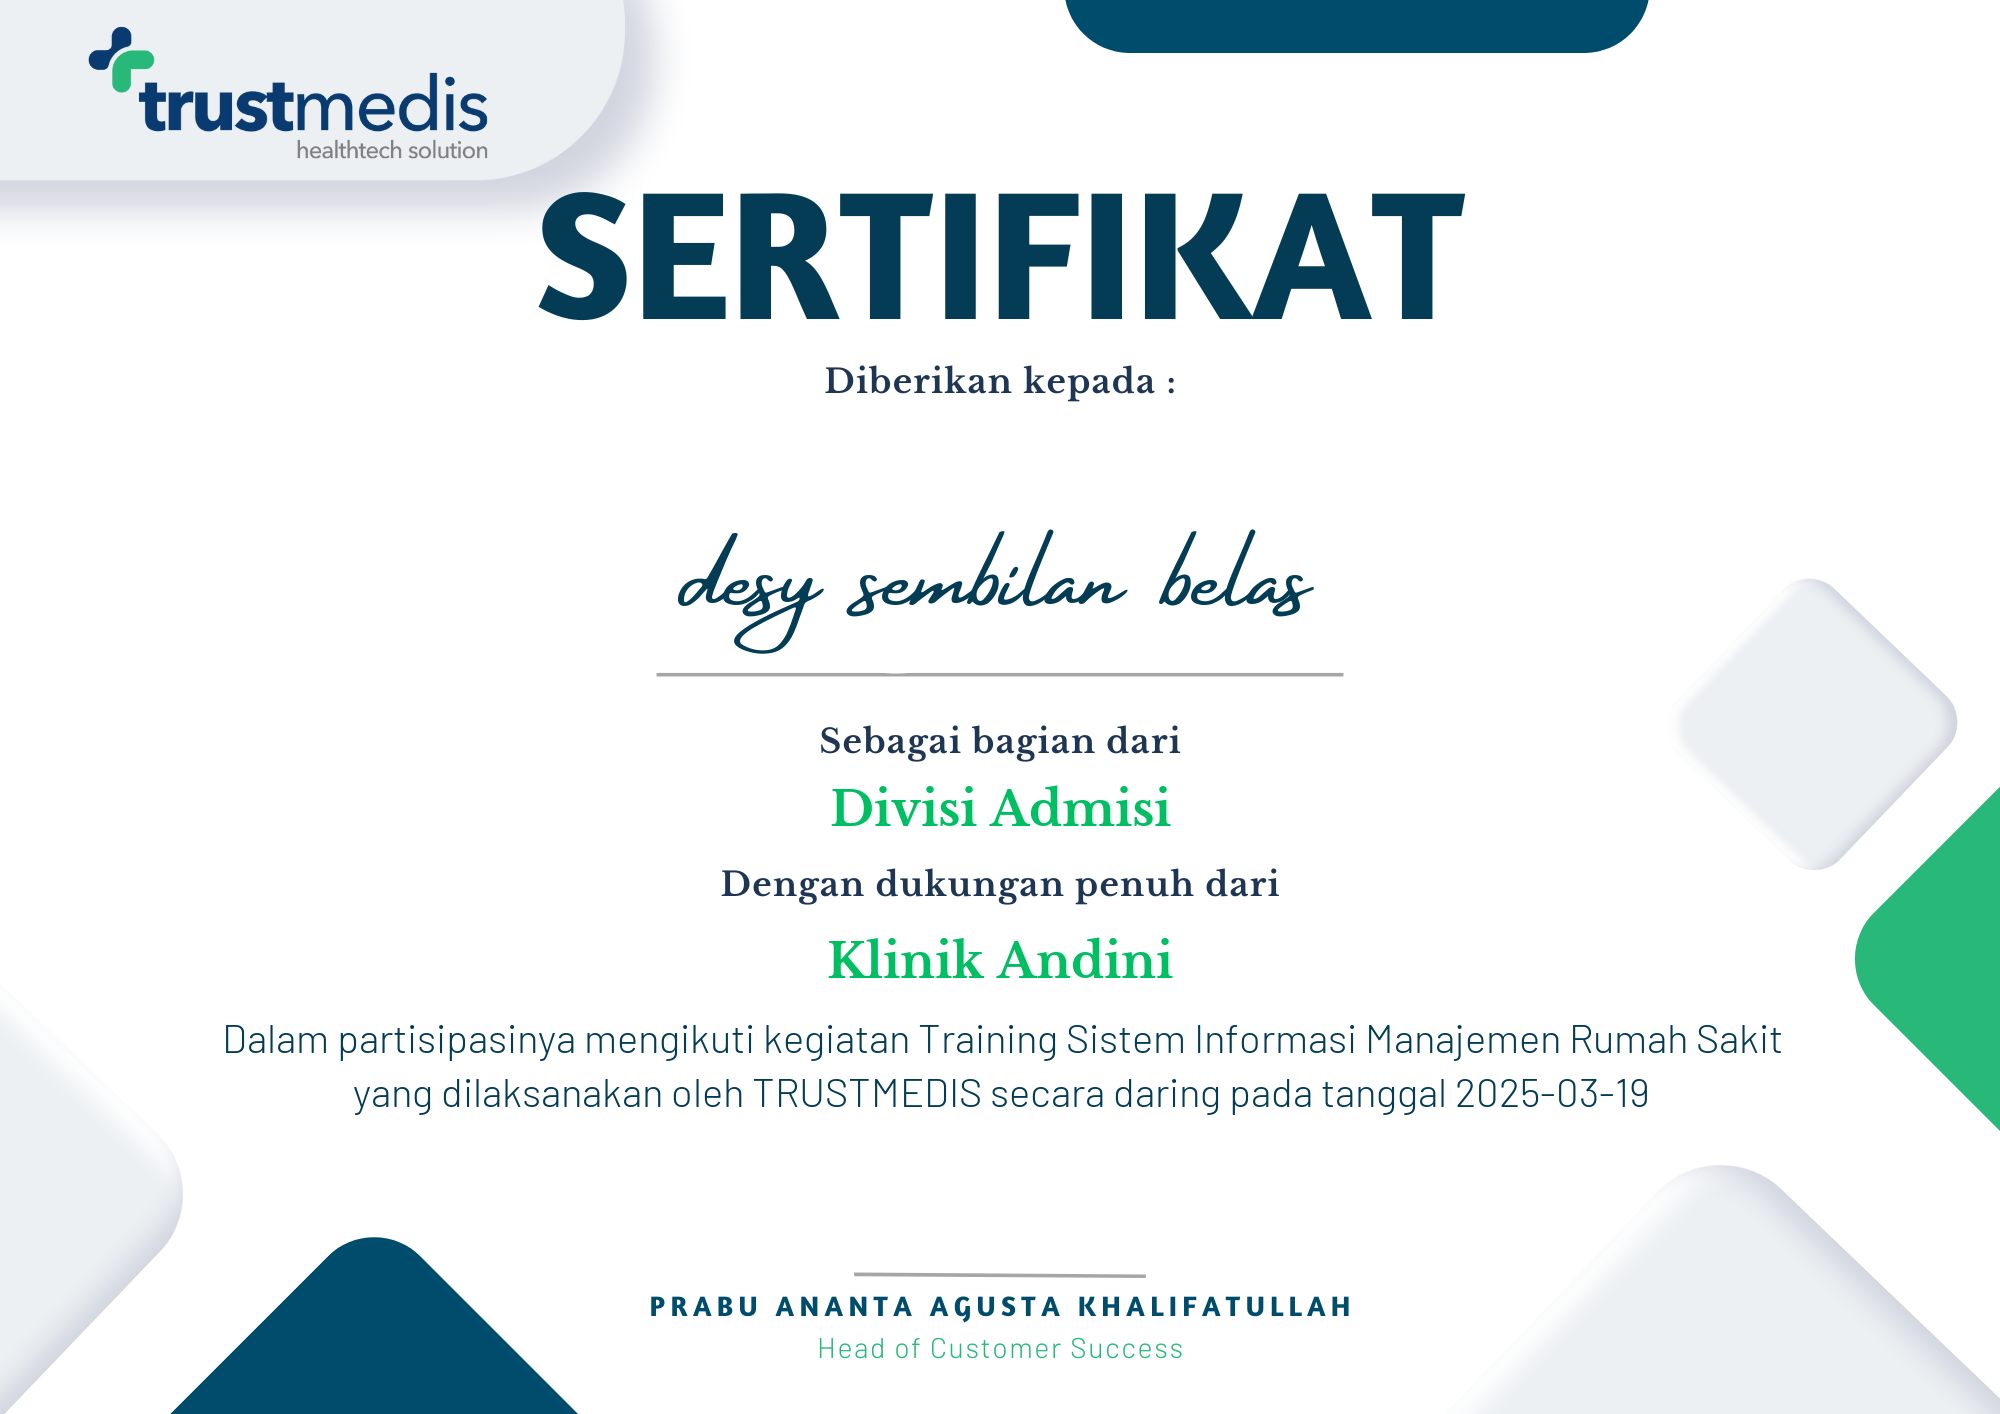 trustmedis
healthtech solution
SERTIFIKAT
Diberikan kepada :
desy sembilan belas
Sebagai bagian dari
Divisi Admisi
Dengan dukungan penuh dari
Klinik Andini
Dalam partisipasinya mengikuti kegiatan Training Sistem Informasi Manajemen Rumah Sakit
yang dilaksanakan oleh TRUSTMEDIS secara daring pada tanggal 2025-03-19
PRABU ANANTA AGUSTA KHALIFATULLAH
Head of Customer Success